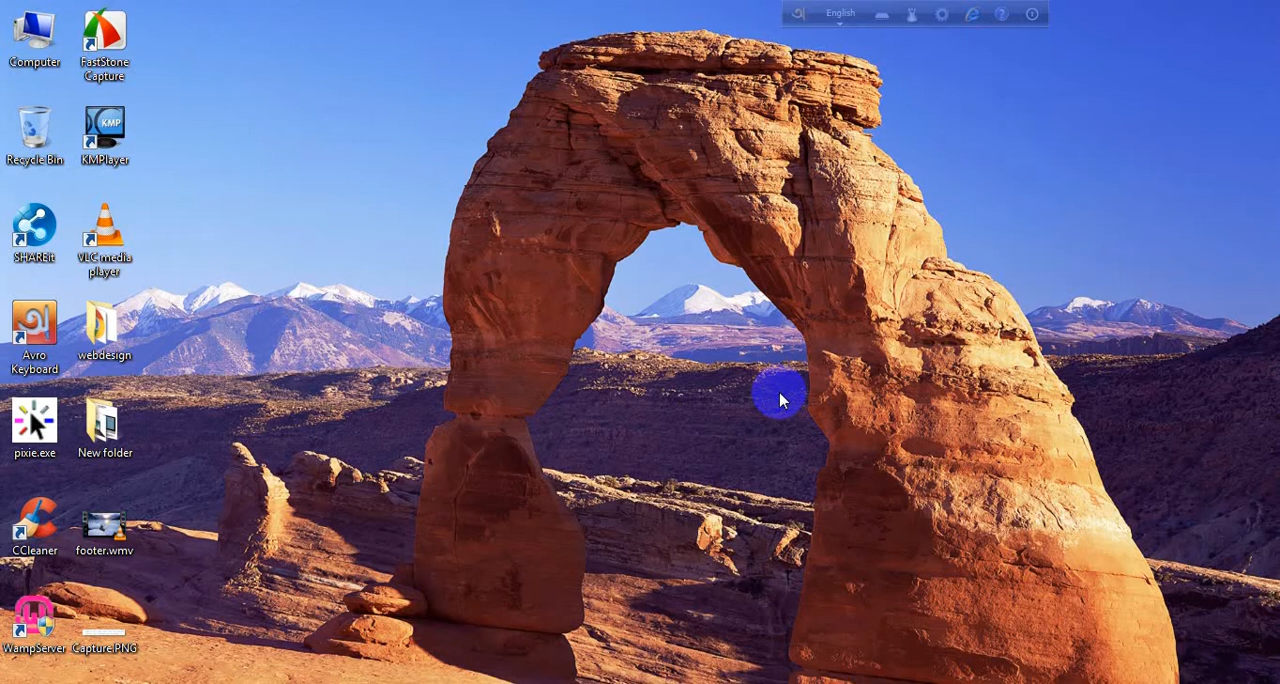 English
Computer
FastStone
Capture
Recycle Bin
KMP
KMPlayer
SHAREit
VLC media
player
Avro
Keyboard
webdesign
pixie.exe
New folder
CCleaner
footer.wmv
WampServer
Capture.PNG